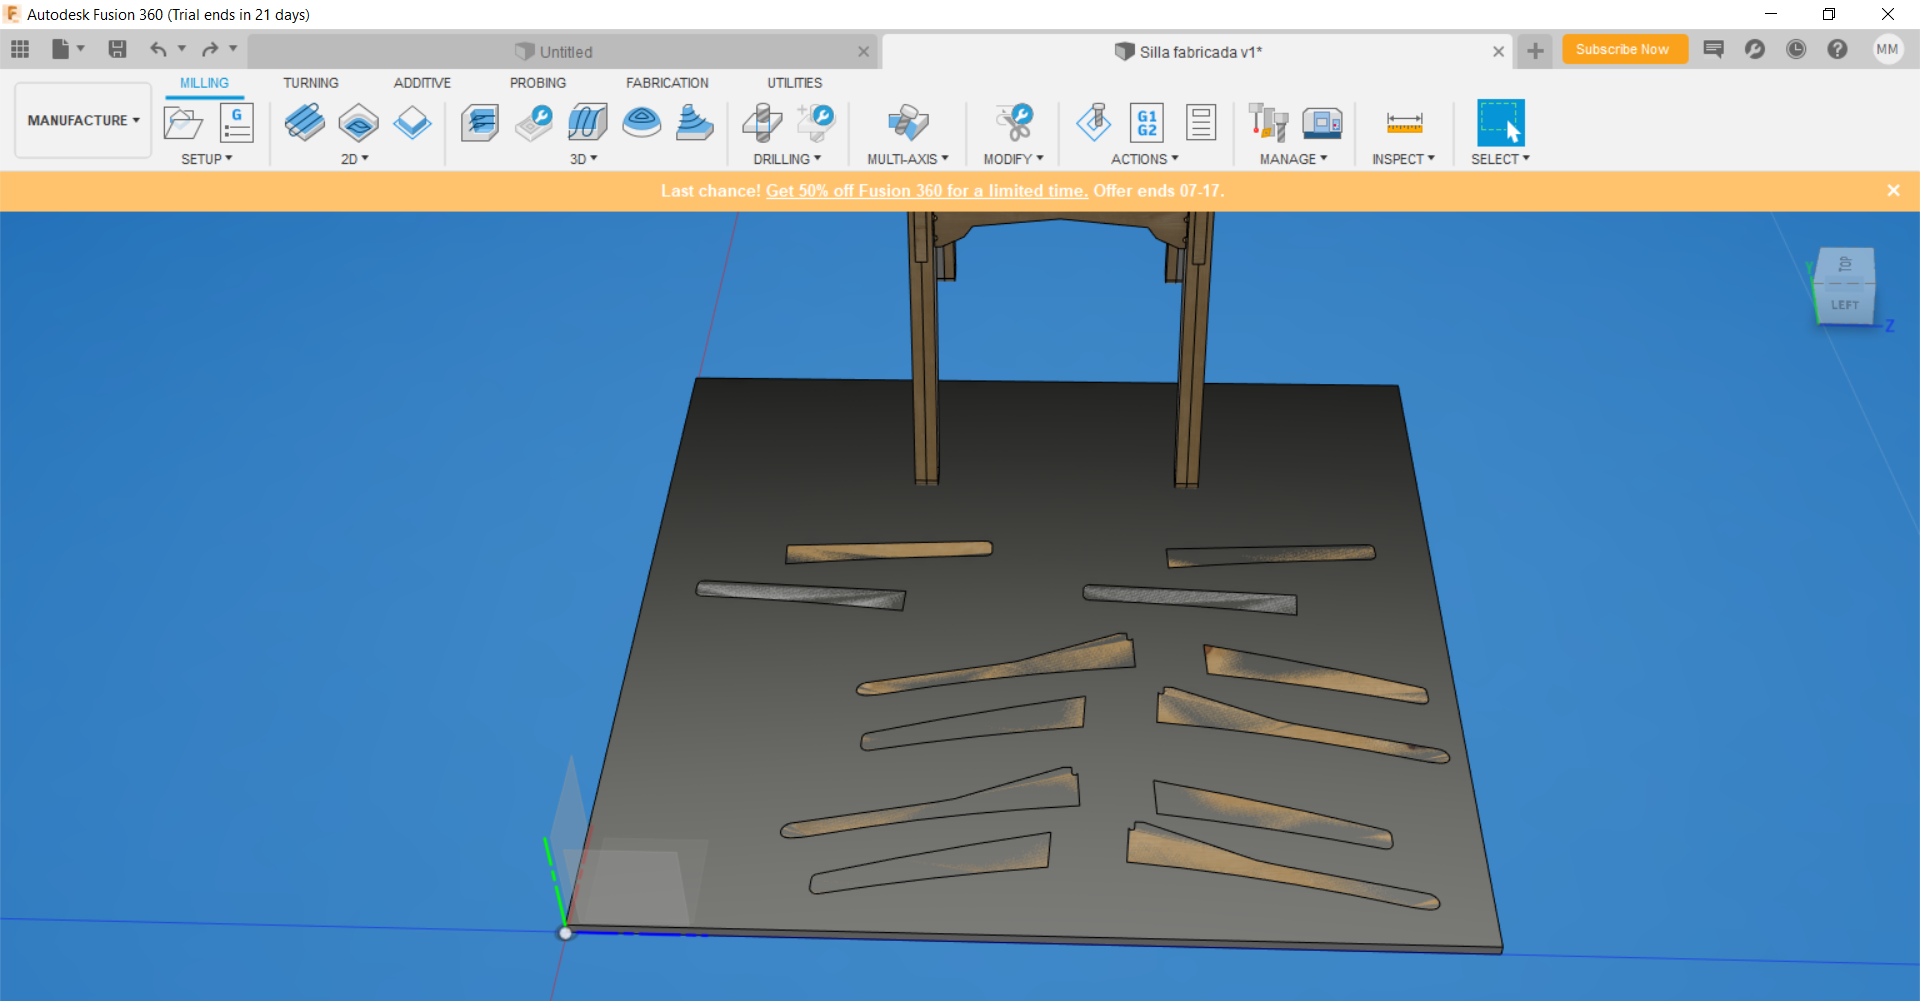 Autodesk Fusion 360 (Trial ends in 21 days)
Untitled
Silla fabricada v1*
Subscribe Now
MM
MANUFACTURE
MILLING
TURNING
ADDITIVE
PROBING
FABRICATION
UTILITIES
G
G1
G2
SETUP
2D
3D
DRILLING
MULTI-AXIS
MODIFY
ACTIONS
MANAGE
INSPECT
SELECT
Last chance! Get 50% off Fusion 360 for a limited time. Offer ends 07-17.
TOP
LEFT
Y
Z